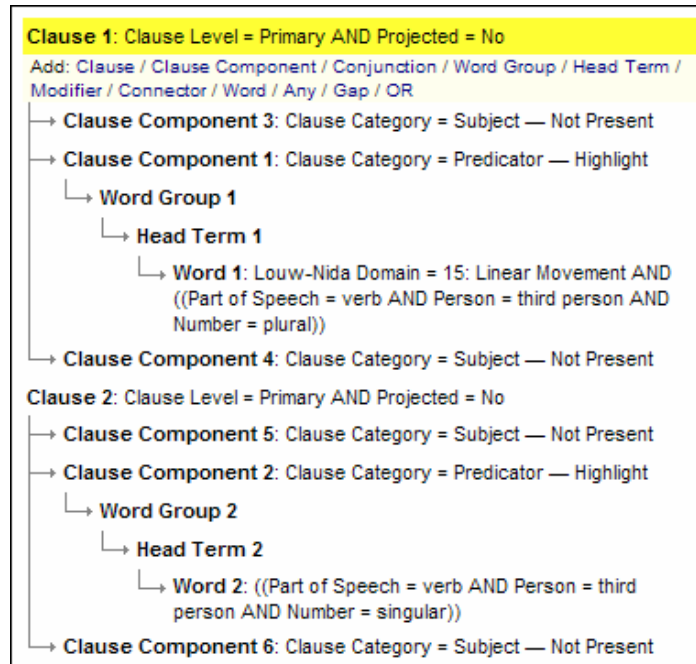 Clause 1: Clause Level = Primary AND Projected = No
Add: Clause / Clause Component / Conjunction / Word Group / Head Term /
Modifier / Connector / Word / Any / Gap / OR
Clause Component 3: Clause Category = Subject — Not Present
Clause Component 1: Clause Category = Predicator — Highlight
Word Group 1
Head Term 1
Word 1: Louw-Nida Domain = 15: Linear Movement AND
((Part of Speech = verb AND Person = third person AND
Number = plural))
Clause Component 4: Clause Category = Subject — Not Present
Clause 2: Clause Level = Primary AND Projected = No
Clause Component 5: Clause Category = Subject — Not Present
Clause Component 2: Clause Category = Predicator — Highlight
Word Group 2
Head Term 2
Word 2: ((Part of Speech = verb AND Person = third
person AND Number = singular))
Clause Component 6: Clause Category = Subject — Not Present